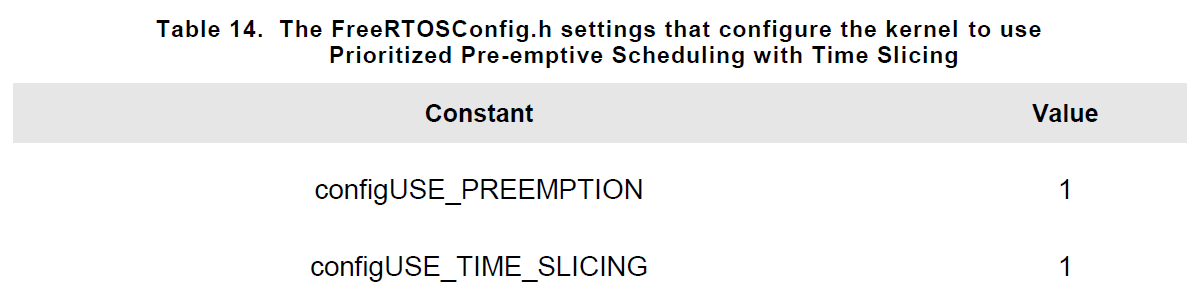 Table 14. The FreeRTOSConfig.h settings that configure the kernel to use
Prioritized Pre-emptive Scheduling with Time Slicing
Constant Value
configUSE_PREEMPTION 1
configUSE_TIME_SLICING 1